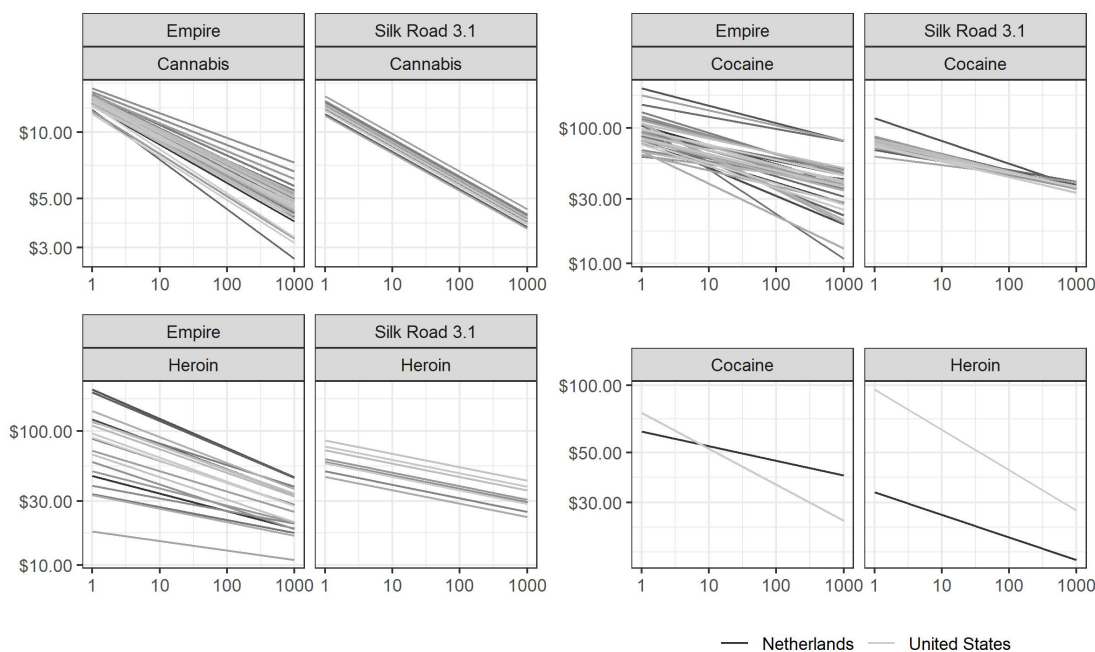 Empire Silk Road 3.1
Cannabis Cannabis
$10.00
$5.00
$3.00
1 10 100 1000 1 10 100 1000
Empire Silk Road 3.1
Cocaine Cocaine
$100.00
$30.00
$10.00
1 10 100 1000 1 10 100 1000
Empire Silk Road 3.1
Heroin Heroin
$100.00
$30.00
$10.00
1 10 100 1000 1 10 100 1000
Cocaine Heroin
$100.00
$50.00
$30.00
1 10 100 1000 1 10 100 1000
Netherlands United States